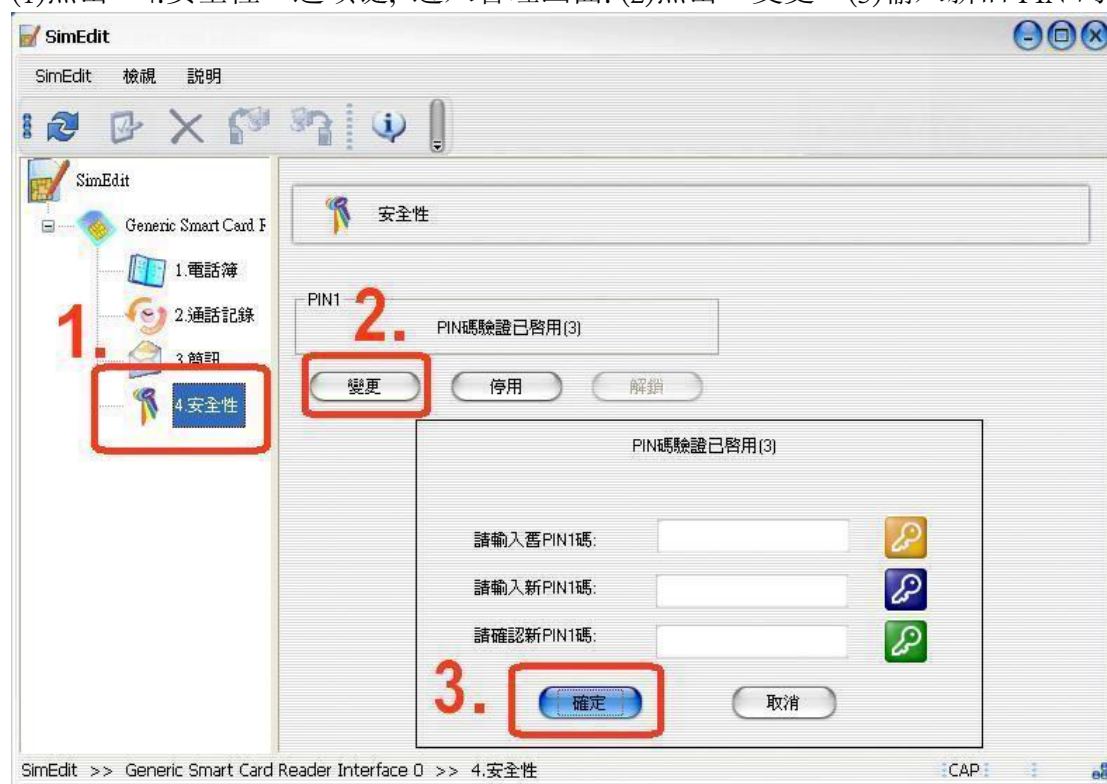 SimEdit
SimEdit 檢視 説明
SimEdit
Generic Smart Card
1.電話簿
2.通話記錄
3.簡訊
4.安全性
安全性
PIN1
PIN碼驗證已啓用(3)
1.
2.
變更 停用 解鎖
PIN碼驗證已啓用(3)
請輸入舊PIN1碼:
請輸入新PIN1碼:
請確認新PIN1碼:
3.
確定 取消
SimEdit >> Generic Smart Card Reader Interface 0 >> 4.安全性 CAP